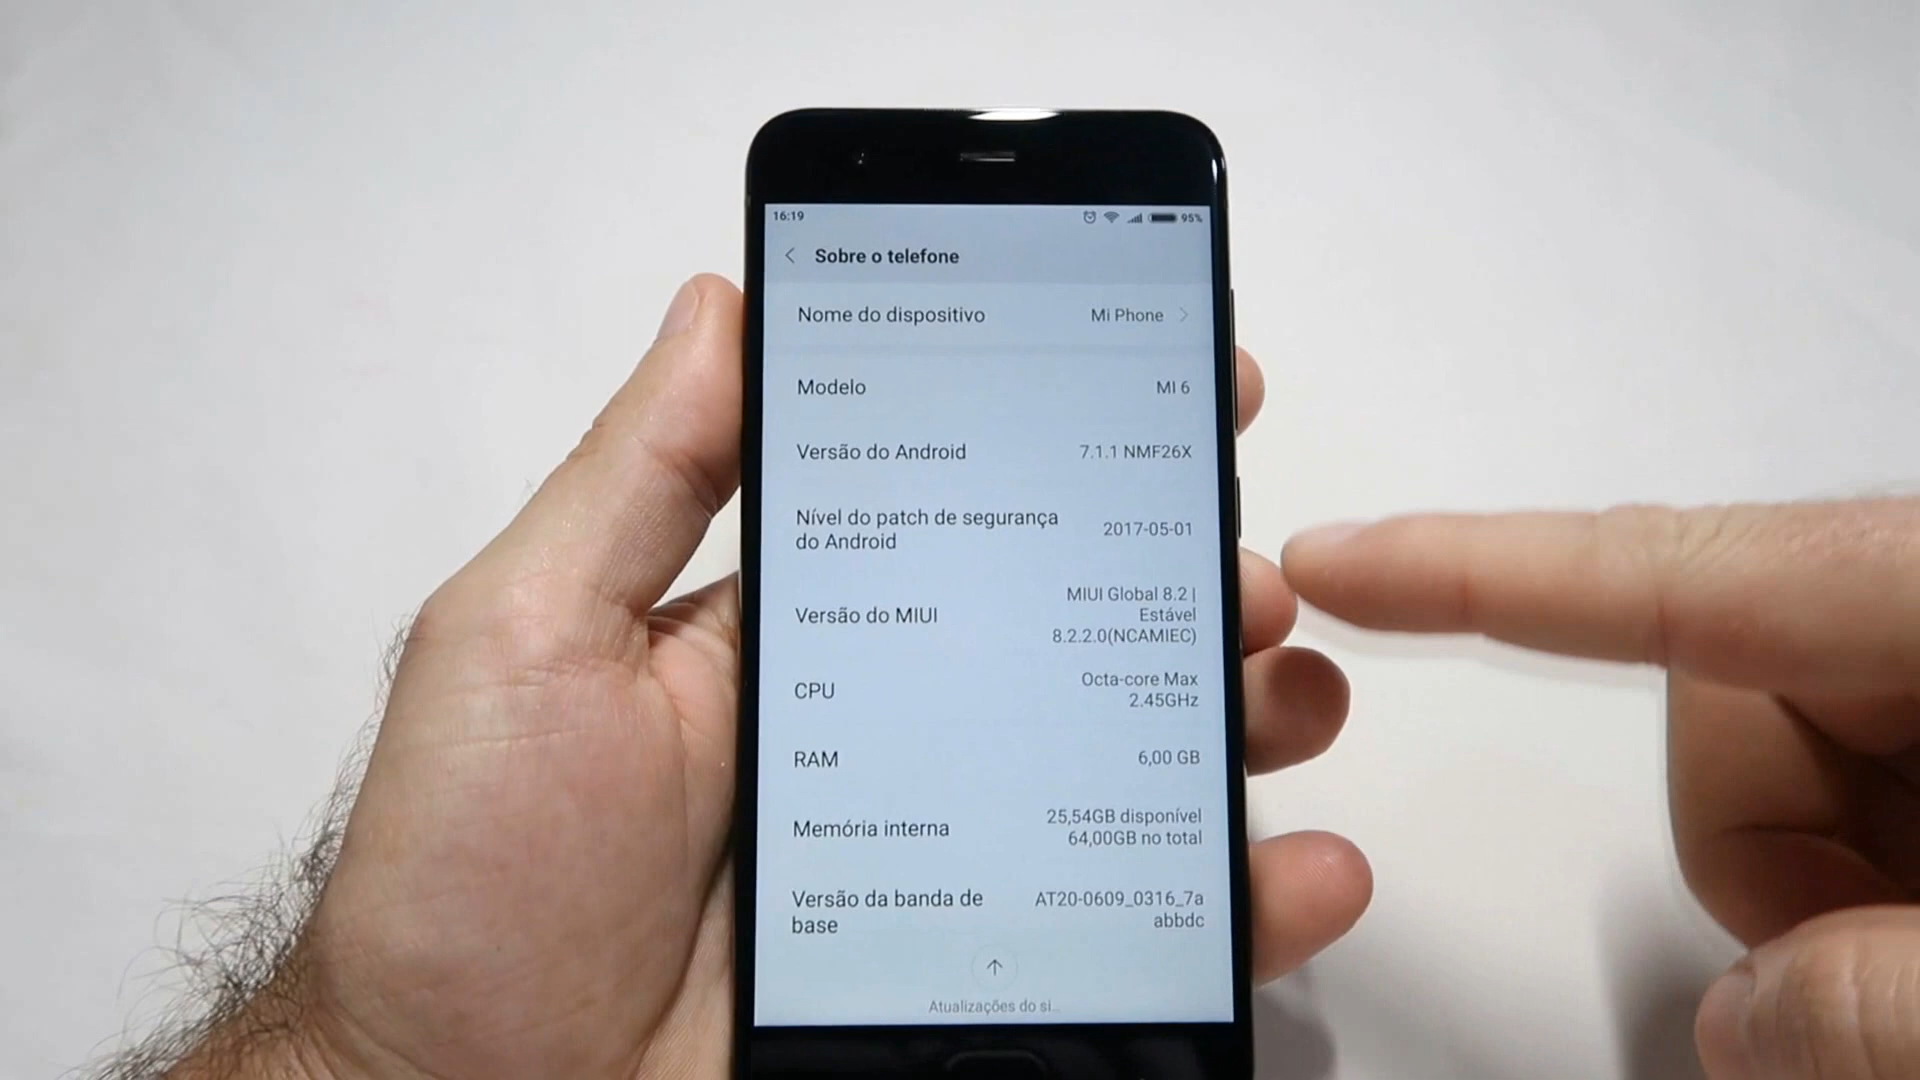 16:19
95%
Sobre o telefone
Nome do dispositivo
Mi Phone
Modelo
MI 6
Versão do Android
7.1.1 NMF26X
Nível do patch de segurança
do Android
2017-05-01
Versão do MIUI
MIUI Global 8.2 |
Estável
8.2.2.0(NCAMIEC)
CPU
Octa-core Max
2.45GHz
RAM
6,00 GB
Memória interna
25,54GB disponível
64,00GB no total
Versão da banda de
base
AT20-0609_0316_7a
abbdc
Atualizações do si...